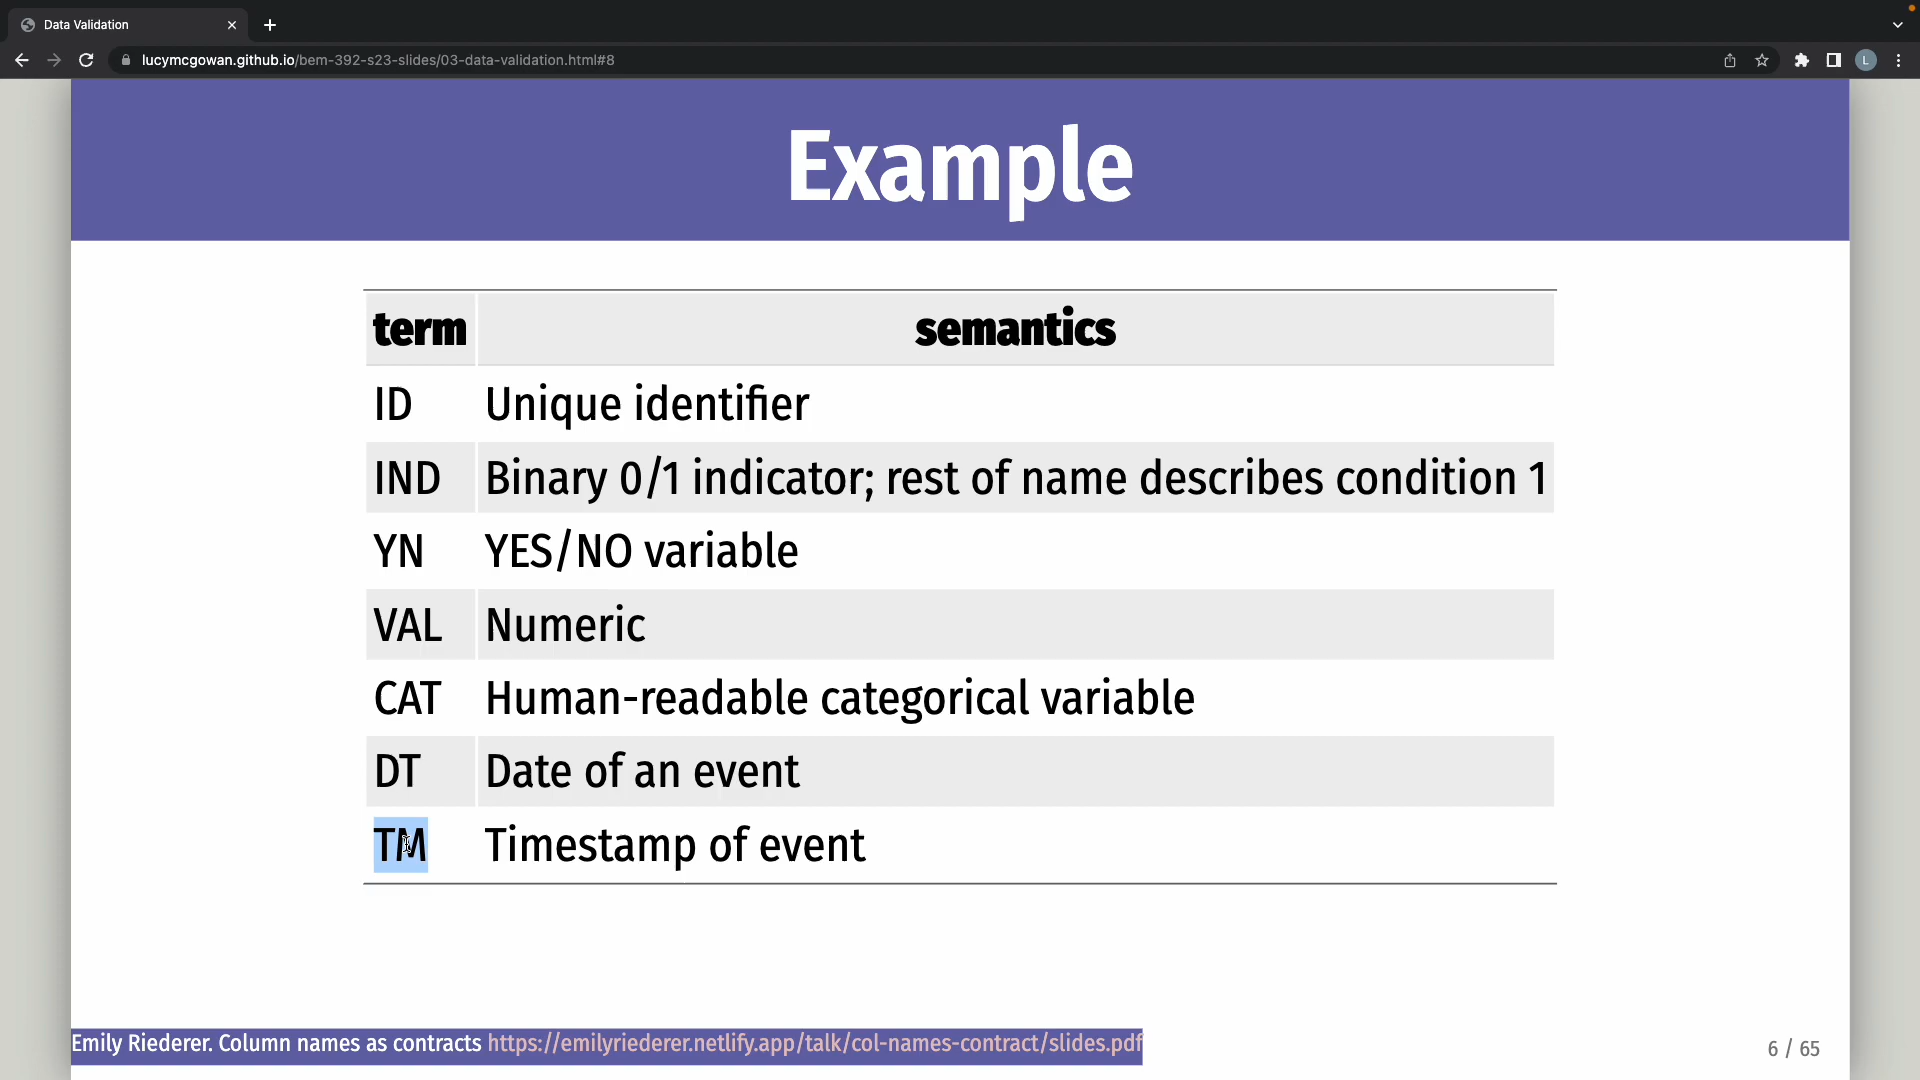 Data Validation
lucymcgowan.github.io/bem-392-s23-slides/03-data-validation.html#8
L
Example
term semantics
ID Unique identifier
IND Binary 0/1 indicator; rest of name describes condition 1
YN YES/NO variable
VAL Numeric
CAT Human-readable categorical variable
DT Date of an event
TM Timestamp of event
Emily Riederer. Column names as contracts https://emilyriederer.netlify.app/talk/col-names-contract/slides.pdf
6 / 65